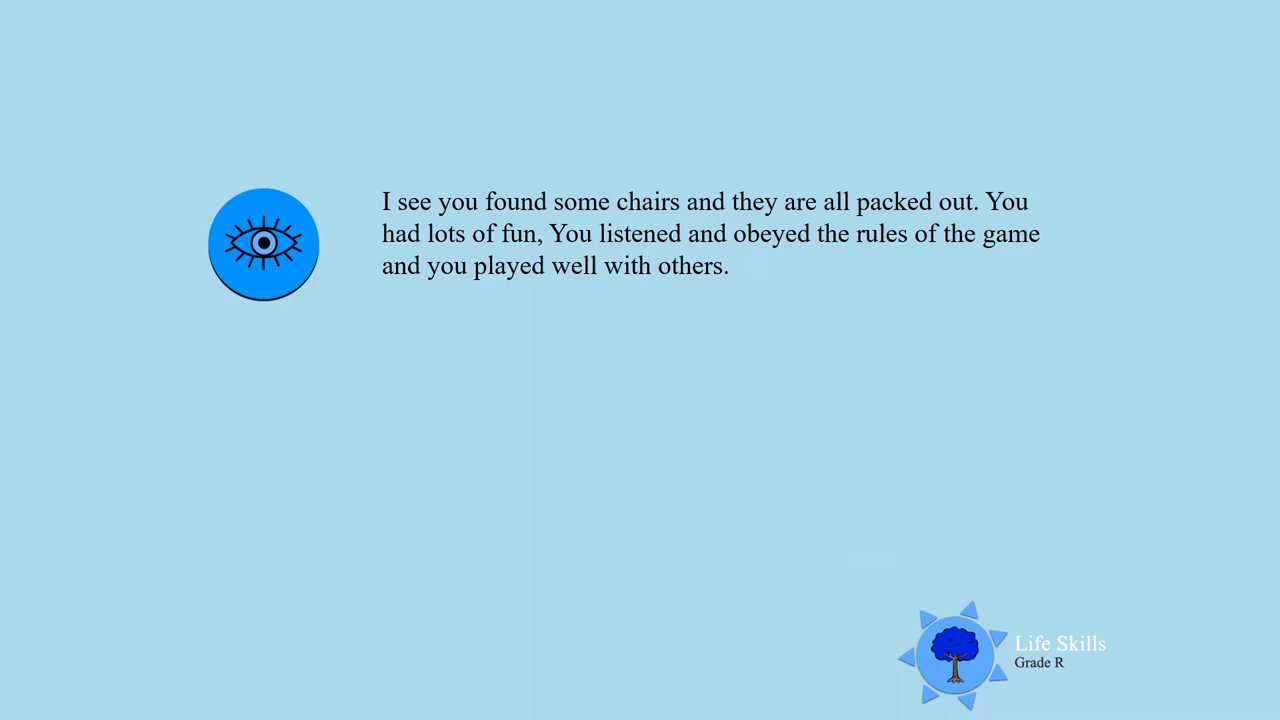 I see you found some chairs and they are all packed out. You
had lots of fun, You listened and obeyed the rules of the game
and you played well with others.
Life Skills
Grade R